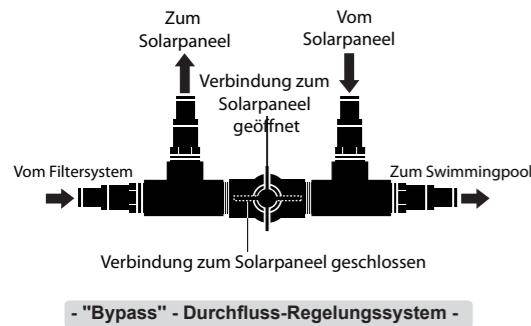 Zum
Solarpaneel
Vom
Solarpaneel
Verbindung zum
Solarpaneel
geöffnet
Vom Filtersystem
Zum Swimmingpool
Verbindung zum Solarpaneel geschlossen
- "Bypass" - Durchfluss-Regelungssystem -